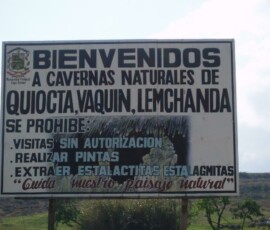 BIENVENIDOS
A CAVERNAS NATURALES DE
QUIOCTA, VAQUIN, LEMCHANDA
SE PROHIBE:
- VISITAS SIN AUTORIZACION
- REALIZAR PINTAS
- EXTRAER, ESTALACTITAS ESTALAGNITAS
"Cuida nuestro paisaje natural"